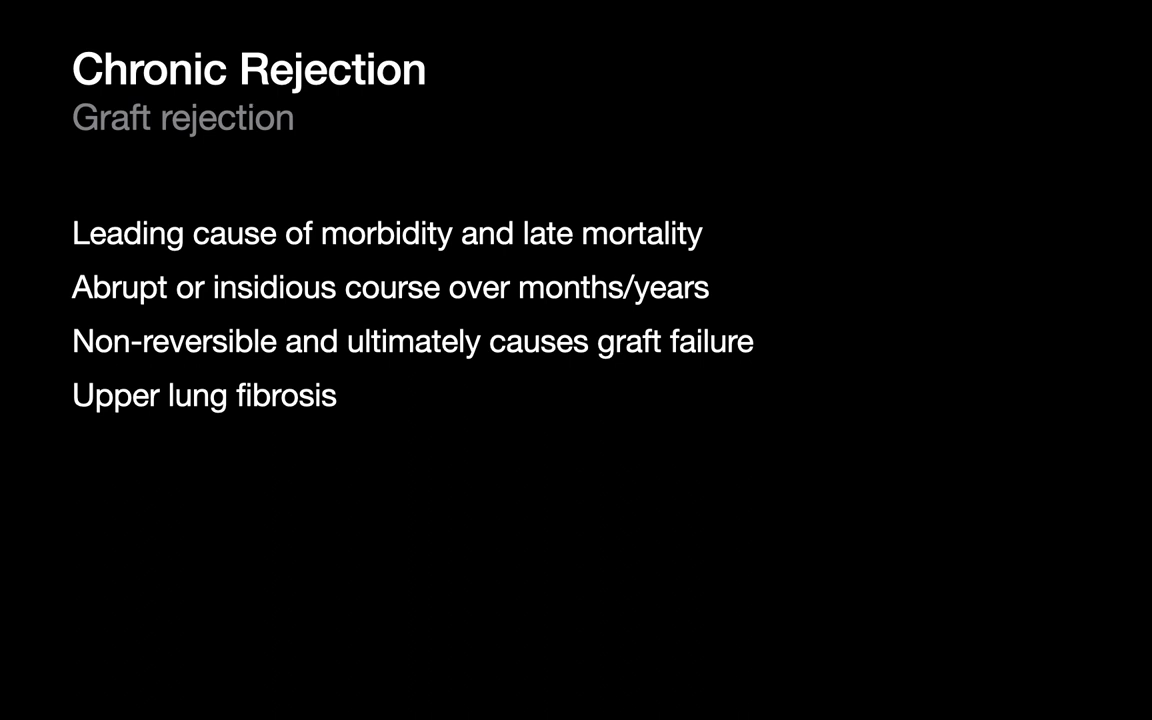 Chronic Rejection
Graft rejection
Leading cause of morbidity and late mortality
Abrupt or insidious course over months/years
Non-reversible and ultimately causes graft failure
Upper lung fibrosis